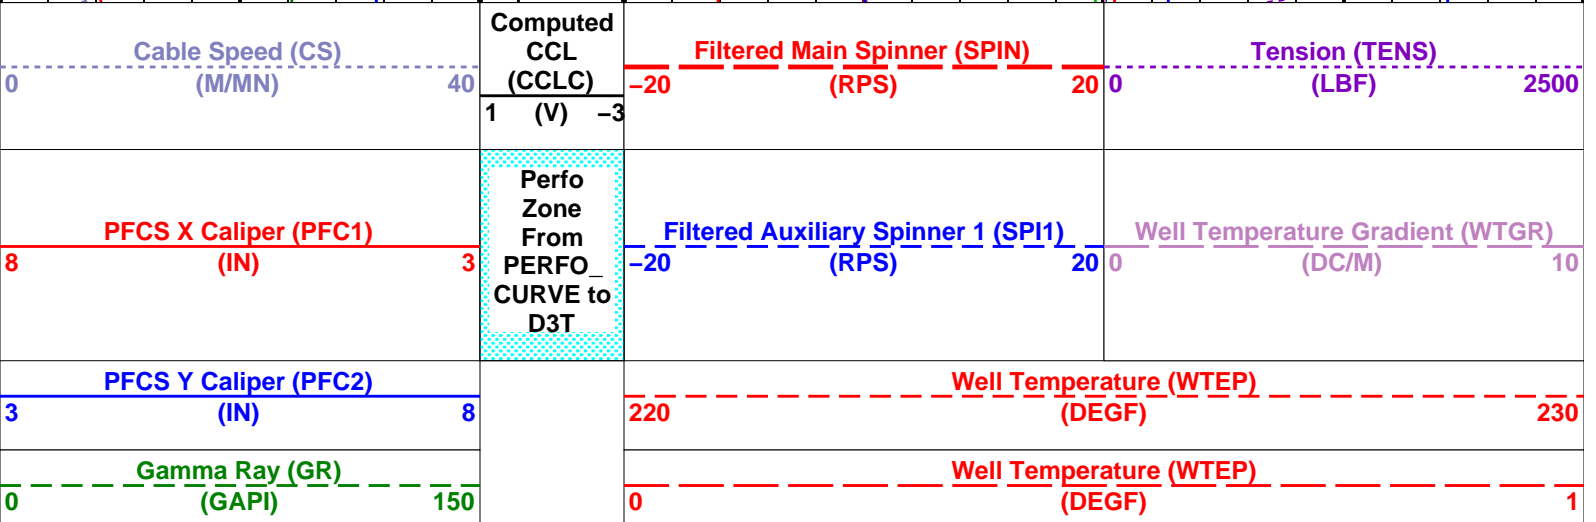 Cable Speed (CS)
0 (M/MN) 40
Computed
CCL
(CCLC)
1 (V) −3
Filtered Main Spinner (SPIN)
−20 (RPS) 20
Tension (TENS)
0 (LBF) 2500
PFCS X Caliper (PFC1)
8 (IN) 3
Perfo
Zone
From
PERFO_
CURVE to
D3T
Filtered Auxiliary Spinner 1 (SPI1)
−20 (RPS) 20
Well Temperature Gradient (WTGR)
0 (DC/M) 10
PFCS Y Caliper (PFC2)
3 (IN) 8
Well Temperature (WTEP)
220 (DEGF) 230
Gamma Ray (GR)
0 (GAPI) 150
Well Temperature (WTEP)
0 (DEGF) 1